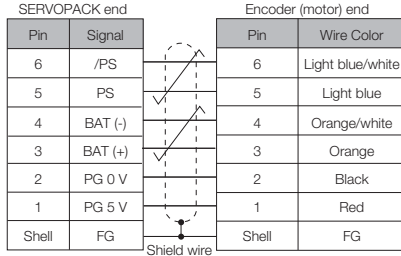 SERVOPACK end Encoder (motor) end
Pin Signal Pin Wire Color
6 /PS 6 Light blue/white
5 PS 5 Light blue
4 BAT (-) 4 Orange/white
3 BAT (+) 3 Orange
2 PG 0 V 2 Black
1 PG 5 V 1 Red
Shell FG Shell FG
Shield wire